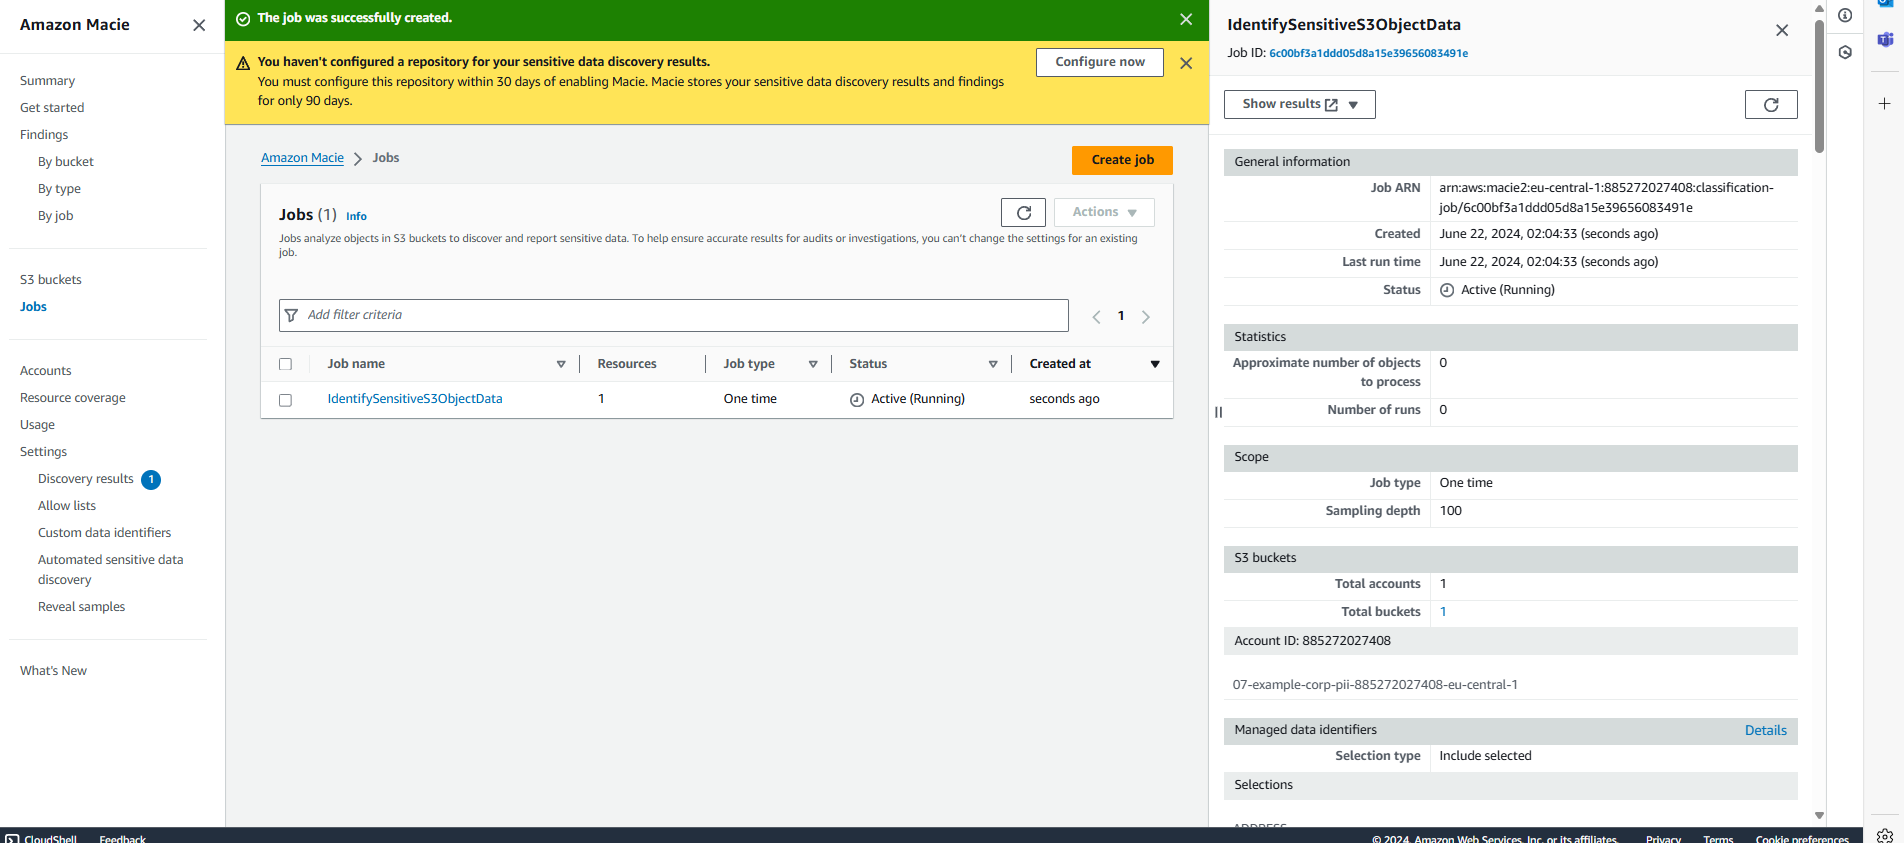 Amazon Macie
Summary
Get started
Findings
By bucket
By type
By job
S3 buckets
Jobs
Accounts
Resource coverage
Usage
Settings
Discovery results 1
Allow lists
Custom data identifiers
Automated sensitive data
discovery
Reveal samples
What's New
The job was successfully created.
You haven't configured a repository for your sensitive data discovery results.
You must configure this repository within 30 days of enabling Macie. Macie stores your sensitive data discovery results and findings
for only 90 days.
Configure now
Amazon Macie > Jobs
Create job
Jobs (1) Info
Actions
Jobs analyze objects in S3 buckets to discover and report sensitive data. To help ensure accurate results for audits or investigations, you can't change the settings for an existing
job.
Add filter criteria
1
Job name Resources Job type Status Created at
IdentifySensitiveS3ObjectData 1 One time Active (Running) seconds ago
IdentifySensitiveS3ObjectData
Job ID: 6c00bf3a1ddd05d8a15e39656083491e
Show results
General information
Job ARN arn:aws:macie2:eu-central-1:885272027408:classification-
job/6c00bf3a1ddd05d8a15e39656083491e
Created June 22, 2024, 02:04:33 (seconds ago)
Last run time June 22, 2024, 02:04:33 (seconds ago)
Status Active (Running)
Statistics
Approximate number of objects 0
to process
Number of runs 0
Scope
Job type One time
Sampling depth 100
S3 buckets
Total accounts 1
Total buckets 1
Account ID: 885272027408
07-example-corp-pii-885272027408-eu-central-1
Managed data identifiers Details
Selection type Include selected
Selections
ADDRESS
CloudShell Feedback © 2024, Amazon Web Services, Inc. or its affiliates. Privacy Terms Cookie preferences